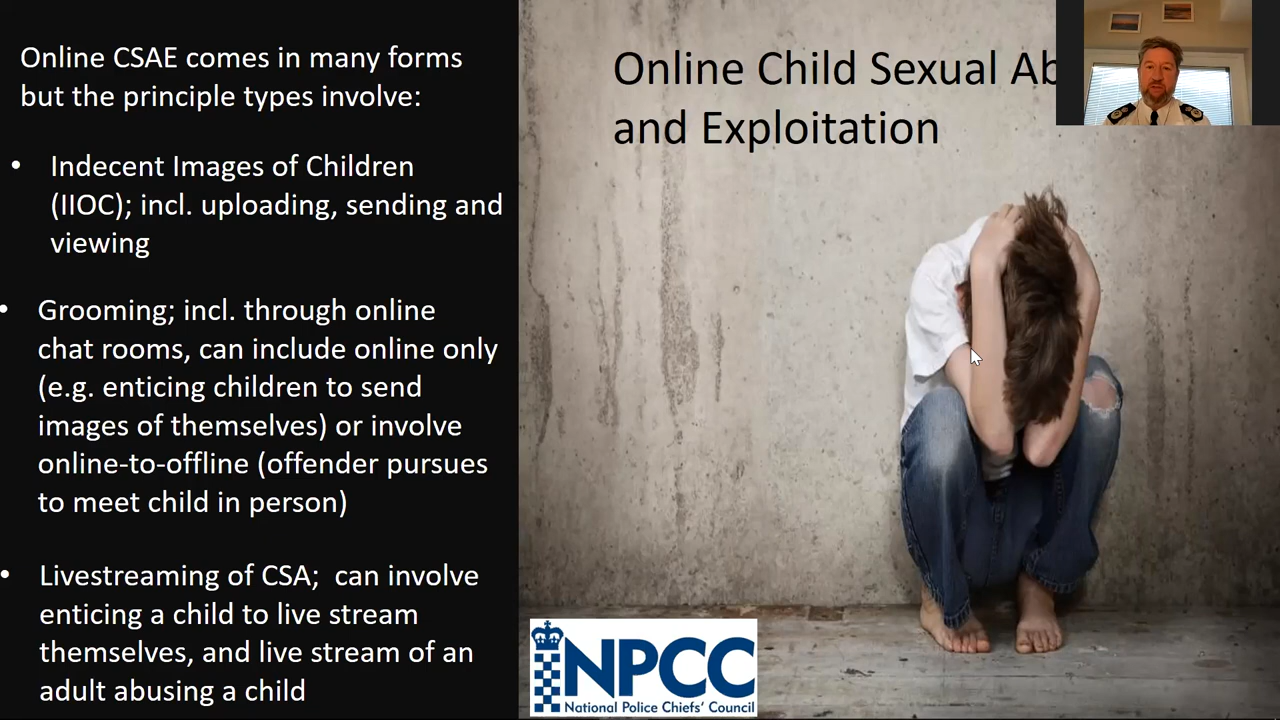 Online CSAE comes in many forms
but the principle types involve:
• Indecent Images of Children
(IIOC); incl. uploading, sending and
viewing
• Grooming; incl. through online
chat rooms, can include online only
(e.g. enticing children to send
images of themselves) or involve
online-to-offline (offender pursues
to meet child in person)
• Livestreaming of CSA;  can involve
enticing a child to live stream
themselves, and live stream of an
adult abusing a child
Online Child Sexual Ab
and Exploitation
NPCC
National Police Chiefs' Council